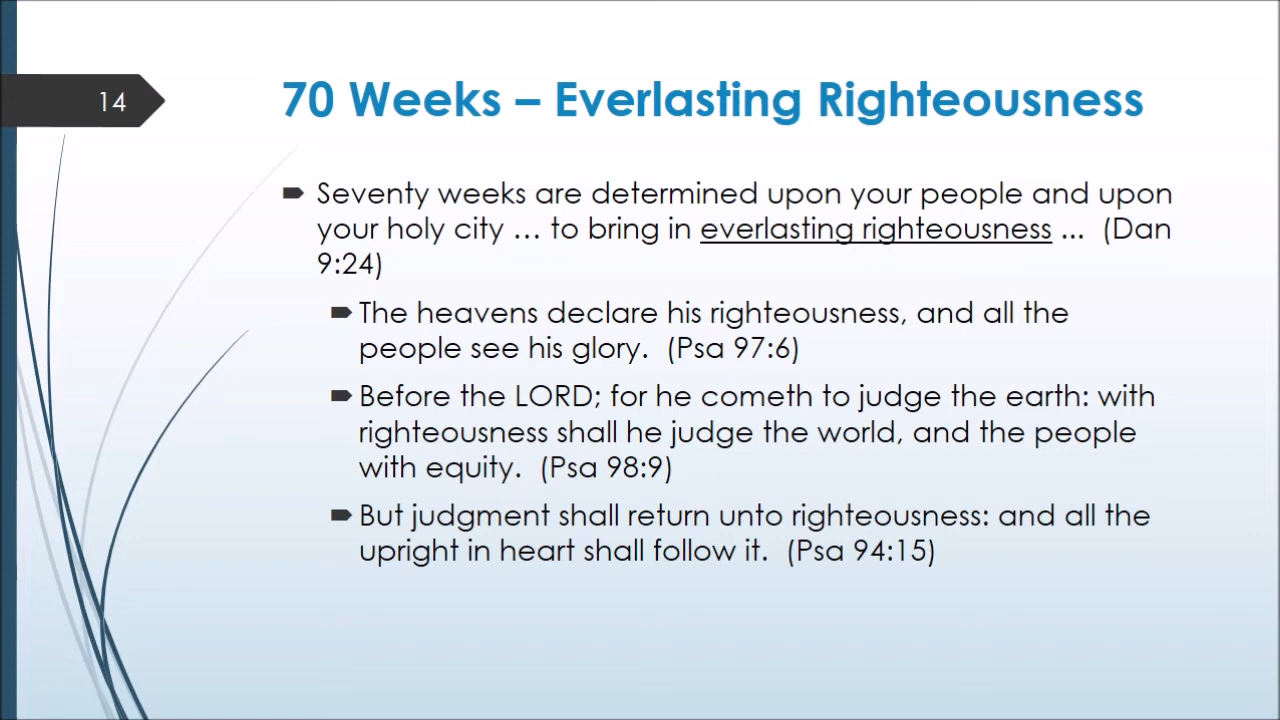 14
70 Weeks – Everlasting Righteousness
Seventy weeks are determined upon your people and upon
your holy city … to bring in everlasting righteousness ...  (Dan
9:24)
The heavens declare his righteousness, and all the
people see his glory.  (Psa 97:6)
Before the LORD; for he cometh to judge the earth: with
righteousness shall he judge the world, and the people
with equity.  (Psa 98:9)
But judgment shall return unto righteousness: and all the
upright in heart shall follow it.  (Psa 94:15)